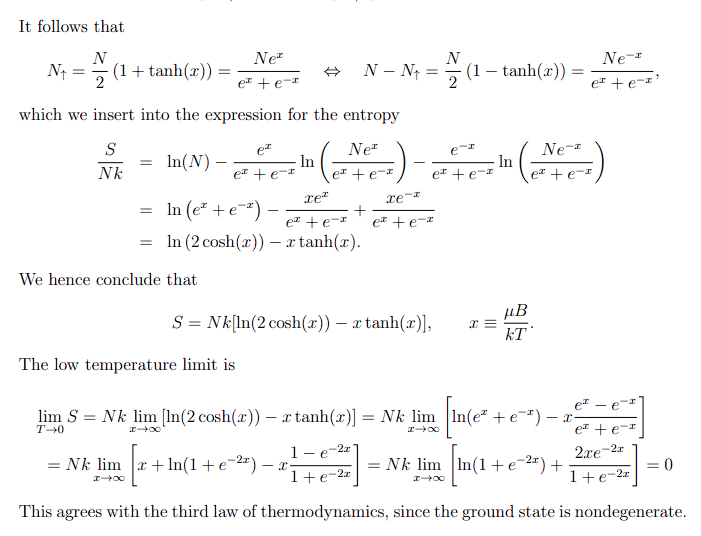 It follows that
N↑ = N/2 (1 + tanh(x)) = Ne^x / (e^x + e^−x) ⇔ N − N↑ = N/2 (1 − tanh(x)) = Ne^−x / (e^x + e^−x),
which we insert into the expression for the entropy
S/Nk = ln(N) − e^x / (e^x + e^−x) ln (Ne^x / (e^x + e^−x)) − e^−x / (e^x + e^−x) ln (Ne^−x / (e^x + e^−x))
= ln (e^x + e^−x) − xe^x / (e^x + e^−x) + xe^−x / (e^x + e^−x)
= ln (2 cosh(x)) − x tanh(x).
We hence conclude that
S = Nk[ln(2 cosh(x)) − x tanh(x)], x ≡ μB/kT.
The low temperature limit is
lim_{T→0} S = Nk lim_{x→∞} [ln(2 cosh(x)) − x tanh(x)] = Nk lim_{x→∞} [ln(e^x + e^−x) − x (e^x − e^−x) / (e^x + e^−x)]
= Nk lim_{x→∞} [x + ln(1 + e^−2x) − x (1 − e^−2x) / (1 + e^−2x)] = Nk lim_{x→∞} [ln(1 + e^−2x) + 2xe^−2x / (1 + e^−2x)] = 0
This agrees with the third law of thermodynamics, since the ground state is nondegenerate.